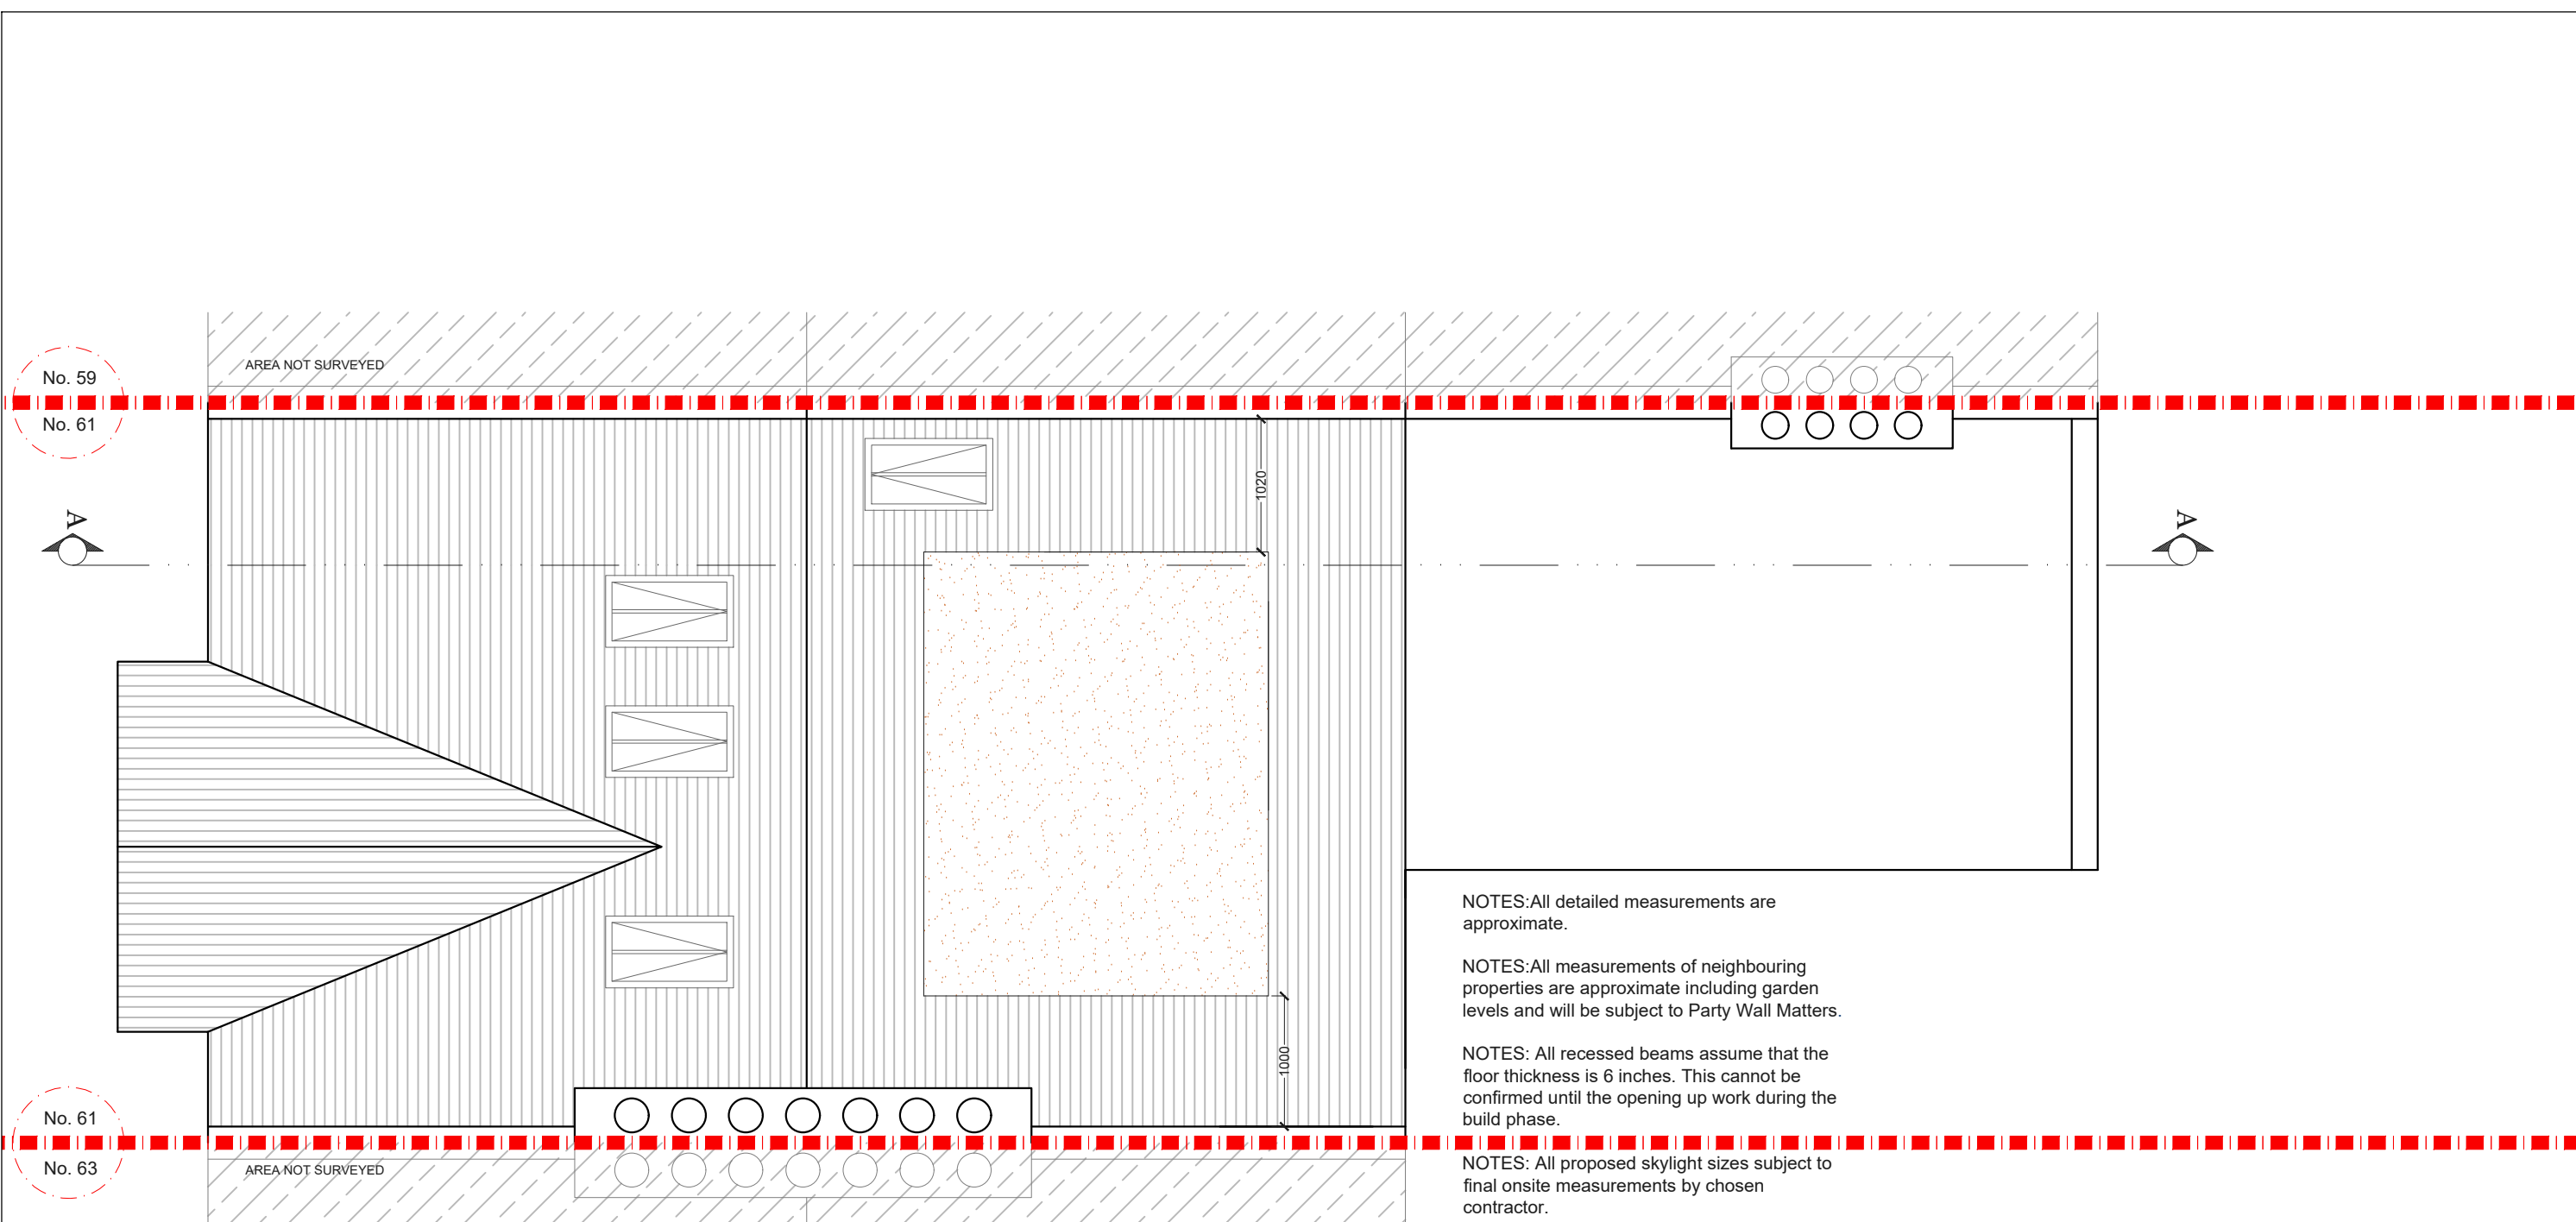 AREA NOT SURVEYED
No. 59
No. 61
1020
A
A
NOTES:All detailed measurements are
approximate.
NOTES:All measurements of neighbouring
properties are approximate including garden
levels and will be subject to Party Wall Matters.
NOTES: All recessed beams assume that the
floor thickness is 6 inches. This cannot be
confirmed until the opening up work during the
build phase.
NOTES: All proposed skylight sizes subject to
final onsite measurements by chosen
contractor.
1000
No. 61
No. 63
AREA NOT SURVEYED